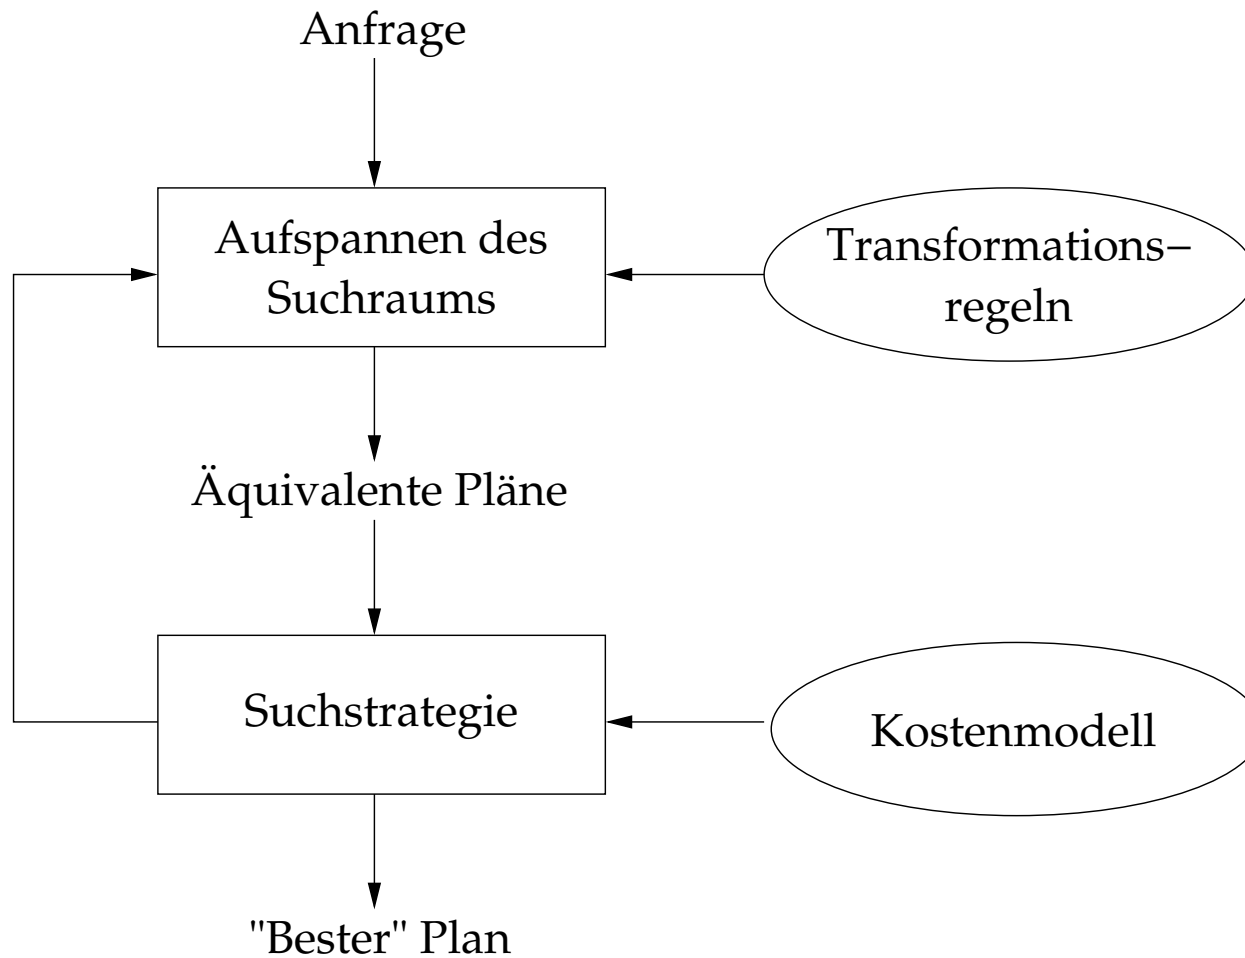 Anfrage
Aufspannen des
Suchraums
Transformations−
regeln
Äquivalente Pläne
Suchstrategie
Kostenmodell
"Bester" Plan